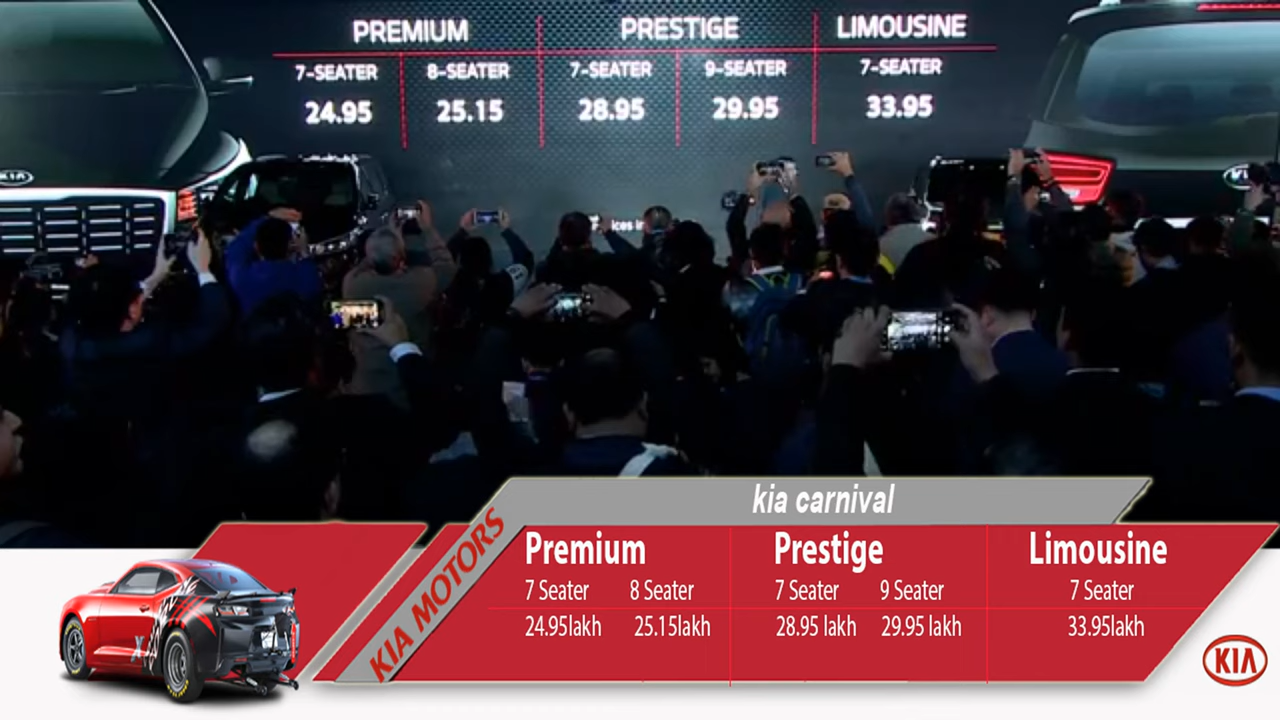 PREMIUM PRESTIGE LIMOUSINE
7-SEATER 8-SEATER 7-SEATER 9-SEATER 7-SEATER
24.95 25.15 28.95 29.95 33.95
KIA
kia carnival
KIA MOTORS
Premium Prestige Limousine
7 Seater 8 Seater 7 Seater 9 Seater 7 Seater
24.95lakh 25.15lakh 28.95 lakh 29.95 lakh 33.95lakh
KIA